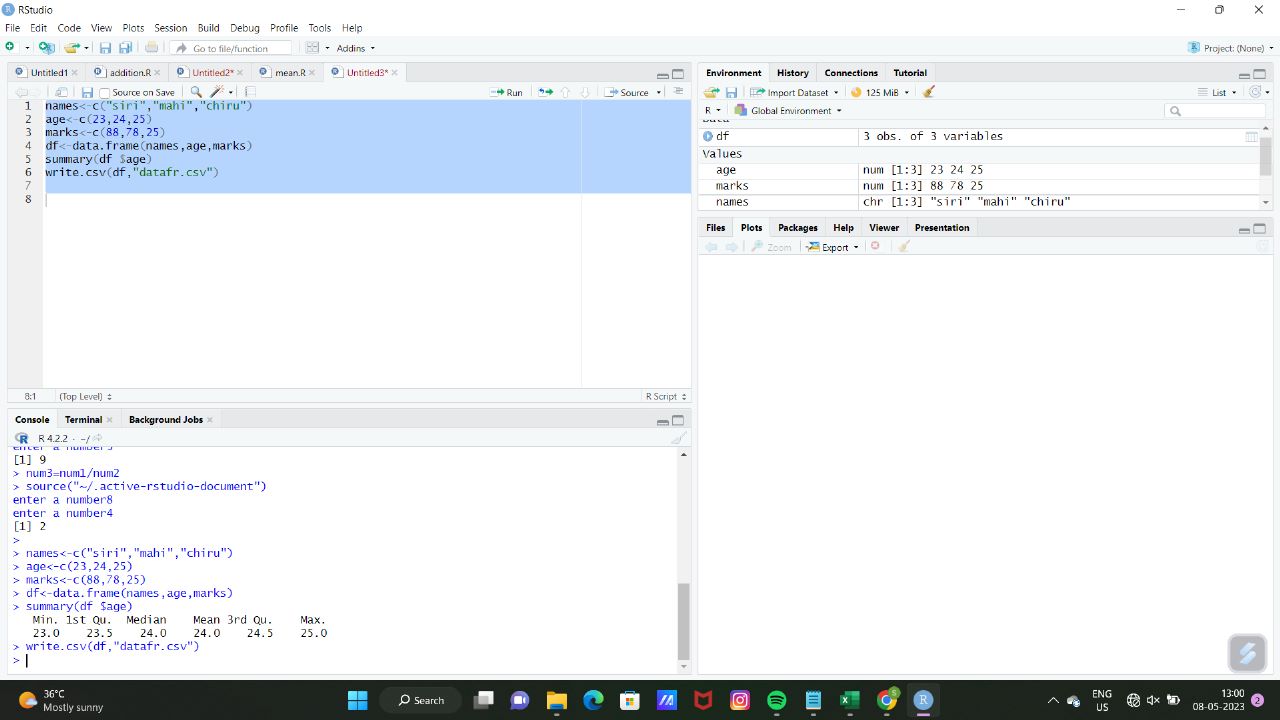 RStudio
File Edit Code View Plots Session Build Debug Profile Tools Help
Go to file/function Addins Project: (None)
Untitled1 addition.R Untitled2* mean.R Untitled3*
Source on Save Run Source
1 names<-c("siri","mahi","chiru")
2 age<-c(23,24,25)
3 marks<-c(88,78,25)
4 df<-data.frame(names,age,marks)
5 summary(df $age)
6 write.csv(df,"datafr.csv")
7
8
8:1 (Top Level) R Script
Console Terminal Background Jobs
R 4.2.2 · ~/
[1] 9
> num3=num1/num2
> source("~/.active-rstudio-document")
enter a number8
enter a number4
[1] 2
>
> names<-c("siri","mahi","chiru")
> age<-c(23,24,25)
> marks<-c(88,78,25)
> df<-data.frame(names,age,marks)
> summary(df $age)
Min. 1st Qu. Median Mean 3rd Qu. Max.
23.0 23.5 24.0 24.0 24.5 25.0
> write.csv(df,"datafr.csv")
>
Environment History Connections Tutorial
Import Dataset 125 MiB List
R Global Environment
Data
df 3 obs. of 3 variables
Values
age num [1:3] 23 24 25
marks num [1:3] 88 78 25
names chr [1:3] "siri" "mahi" "chiru"
Files Plots Packages Help Viewer Presentation
Zoom Export
36°C
Mostly sunny
Search
ENG
US
13:00
08-05-2023
2